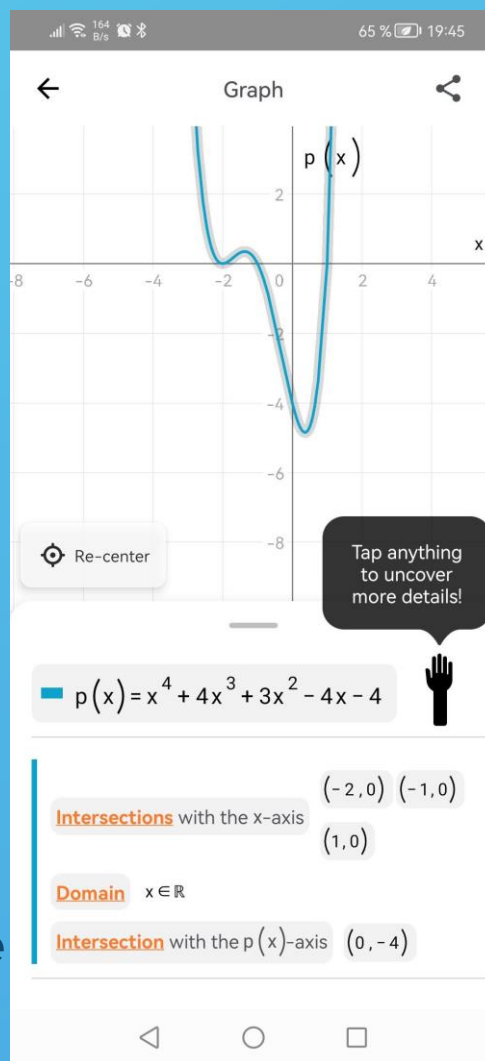 164 B/s 65 % 19:45
Graph
p(x)
2
x
-8 -6 -4 -2 0 2 4
-2
-4
-6
-8
Re-center
Tap anything
to uncover
more details!
p(x) = x⁴ + 4x³ + 3x² - 4x - 4
(-2,0) (-1,0)
Intersections with the x-axis
(1,0)
Domain x ∈ ℝ
Intersection with the p(x)-axis (0,-4)
e